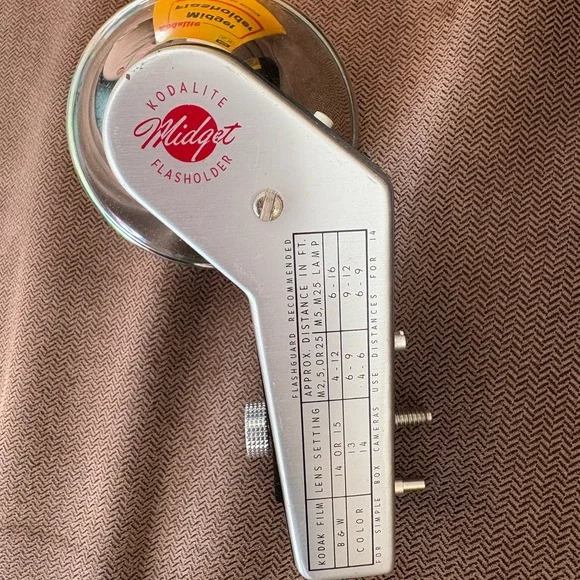 Midget
Flasholder
KODALITE
Midget
FLASHOLDER
FLASHGUARD RECOMMENDED
APPROX. DISTANCE IN FT.
KODAK FILM LENS SETTING M2,5,OR25 M5,M25 LAMP
B & W 14 OR 15 4 - 12 6 - 16
13 6 - 9 9 - 12
COLOR 14 4 - 6 6 - 9
FOR SIMPLE BOX CAMERAS USE DISTANCES FOR 14